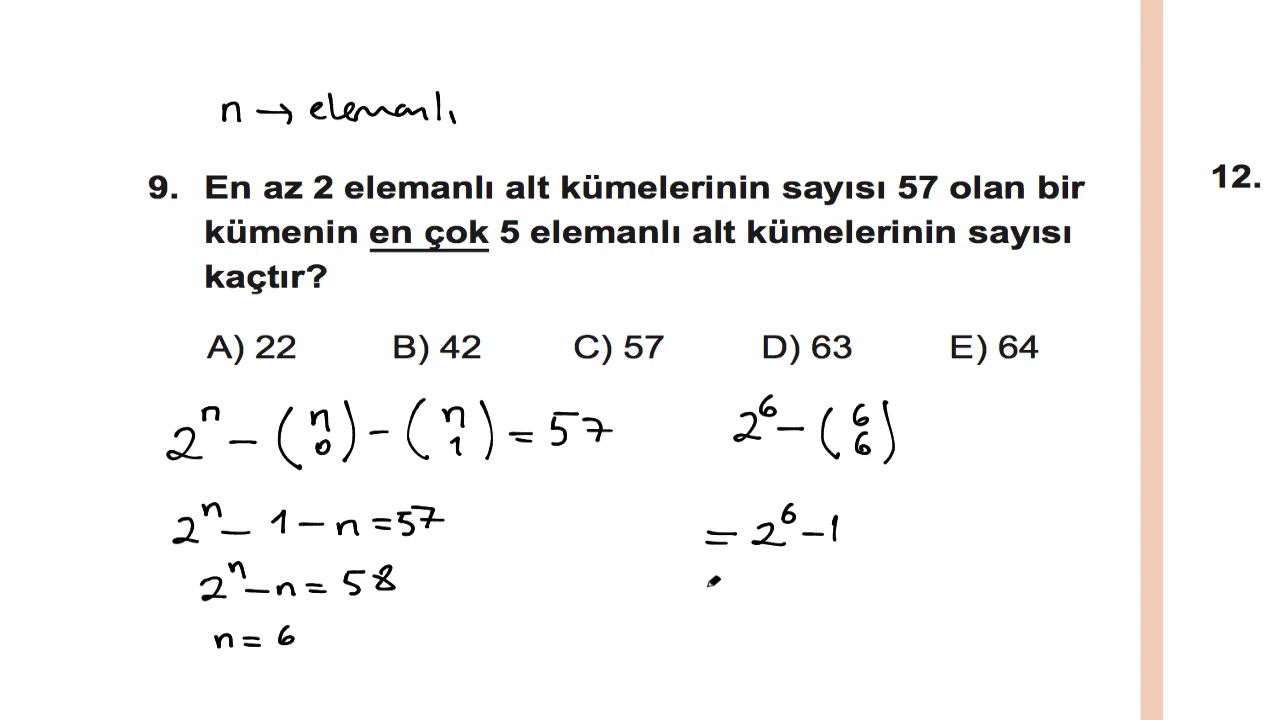 n → elemanlı
9. En az 2 elemanlı alt kümelerinin sayısı 57 olan bir
kümenin en çok 5 elemanlı alt kümelerinin sayısı
kaçtır?
A) 22 B) 42 C) 57 D) 63 E) 64
2ⁿ − (n 0) − (n 1) = 57
2ⁿ − 1 − n = 57
2ⁿ − n = 58
n = 6
2⁶ − (6 6)
= 2⁶ − 1
12.